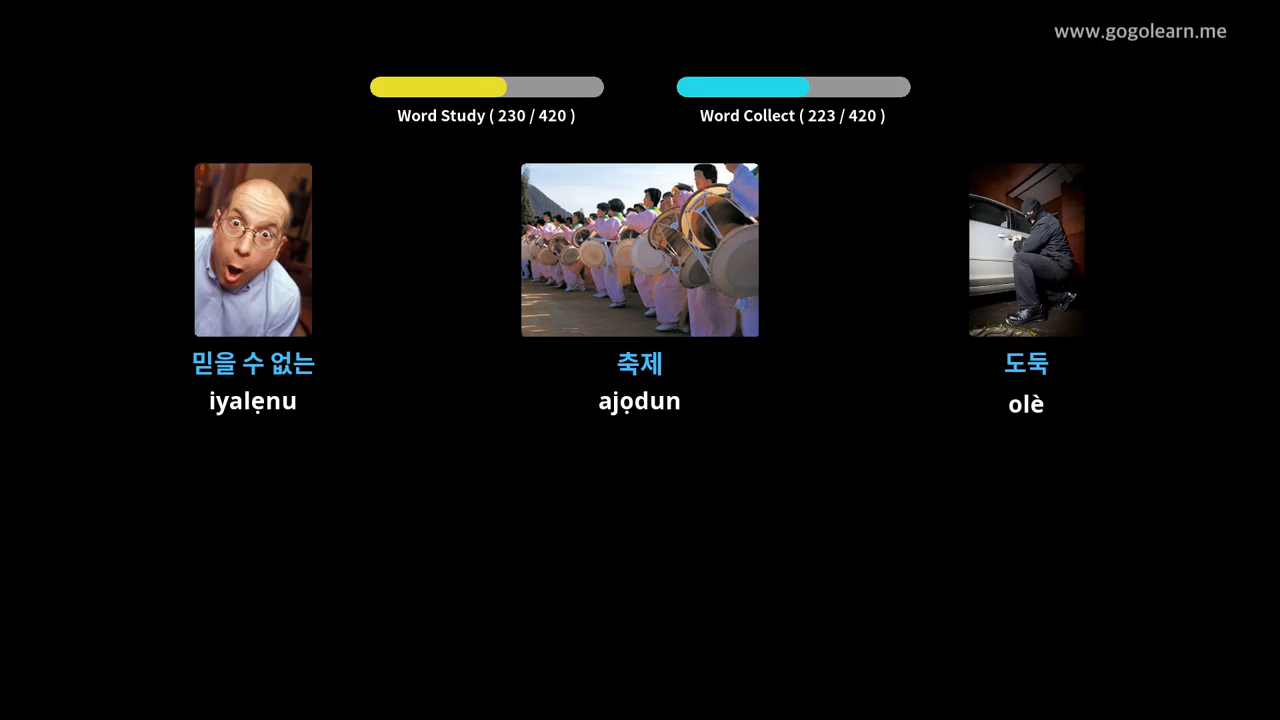 www.gogolearn.me
Word Study ( 230 / 420 )
Word Collect ( 223 / 420 )
믿을 수 없는
축제
도둑
iyalẹnu
ajọdun
olè